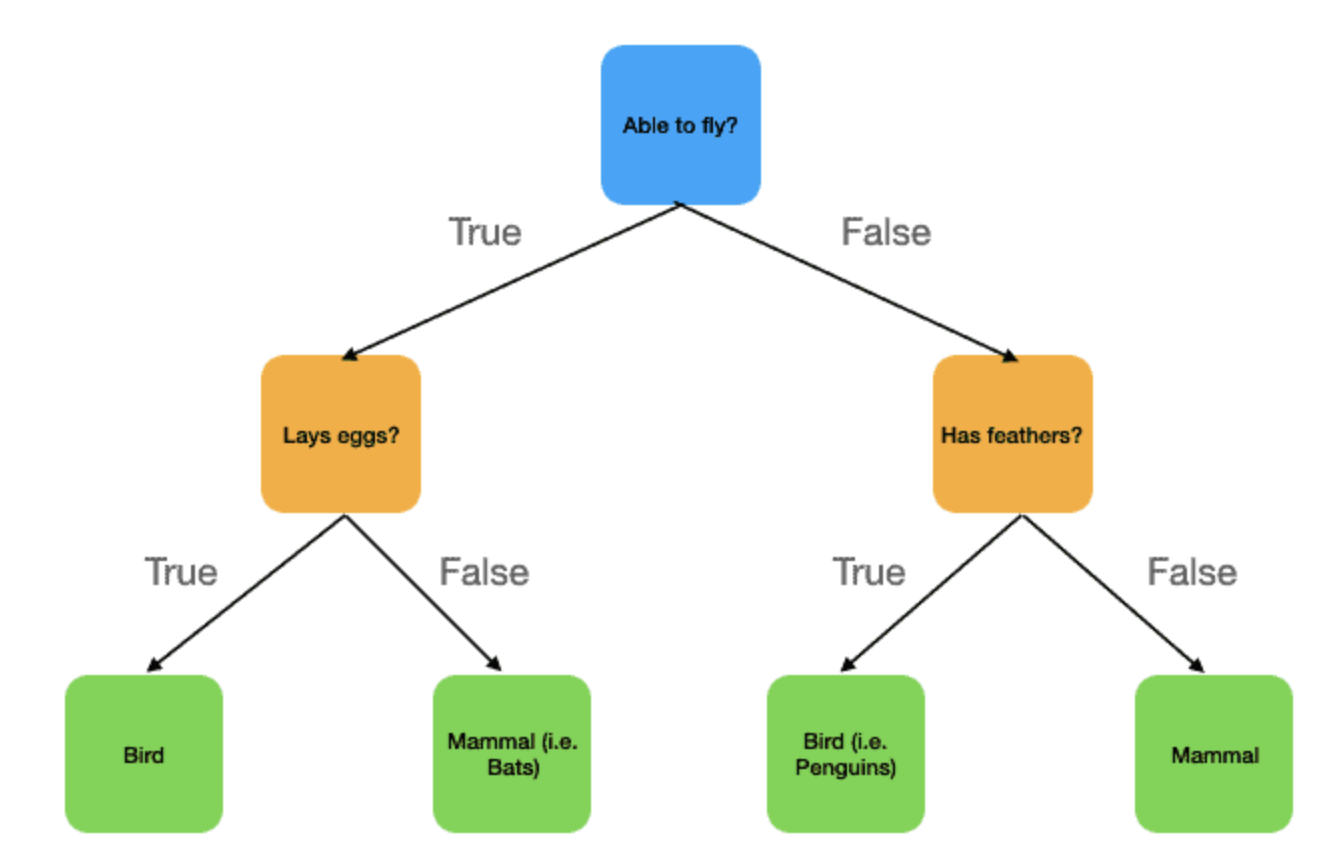 Able to fly?
True
False
Lays eggs?
Has feathers?
True
False
True
False
Bird
Mammal (i.e.
Bats)
Bird (i.e.
Penguins)
Mammal